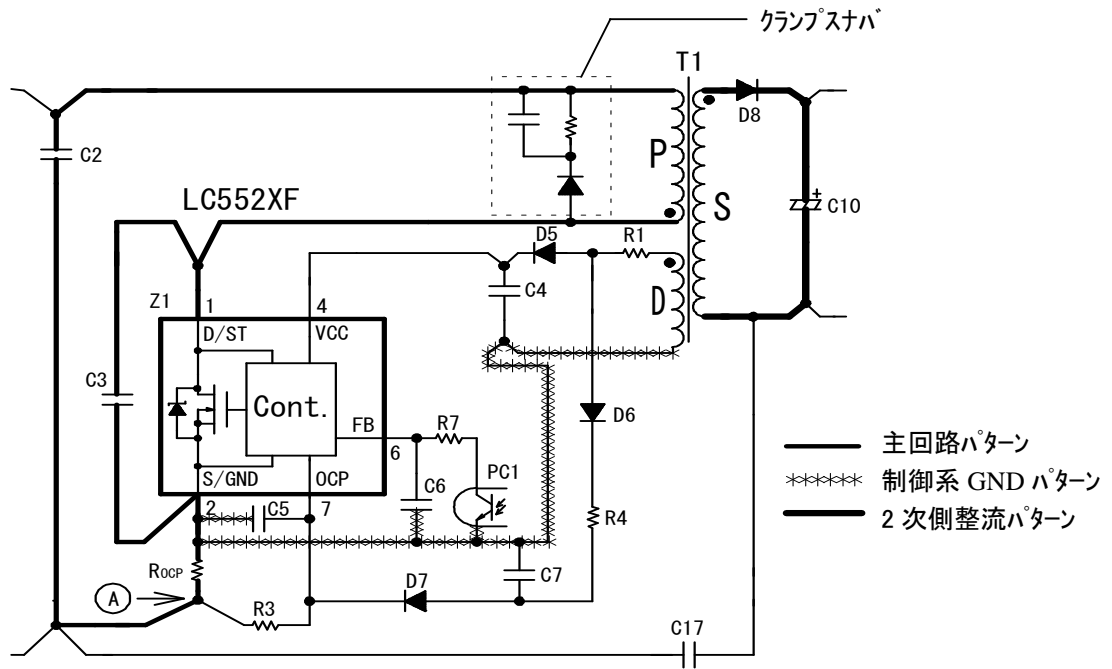 クランプスナバ
T1
D8
C2
P
LC552XF
S
C10
+
D5
R1
C4
D
Z1
1
4
D/ST
VCC
C3
Cont.
R7
D6
FB
6
PC1
S/GND
OCP
C6
2
C5
7
R4
ROCP
C7
D7
A
R3
C17
主回路パターン
制御系 GND パターン
2 次側整流パターン